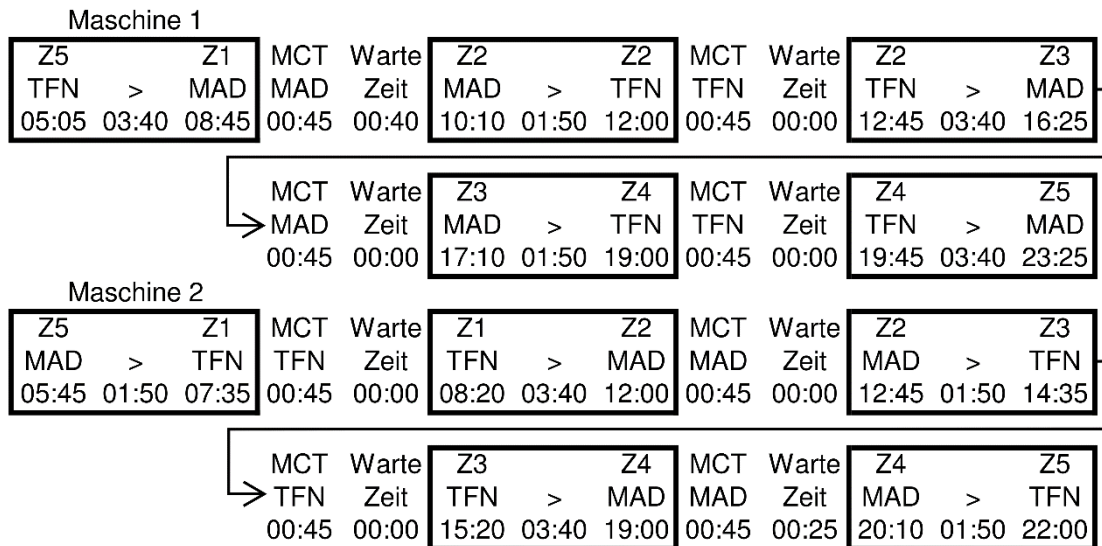 Maschine 1
Z5 Z1 MCT Warte Z2 Z2 MCT Warte Z2 Z3
TFN > MAD MAD Zeit MAD > TFN TFN Zeit TFN > MAD
05:05 03:40 08:45 00:45 00:40 10:10 01:50 12:00 00:45 00:00 12:45 03:40 16:25
MCT Warte Z3 Z4 MCT Warte Z4 Z5
MAD Zeit MAD > TFN TFN Zeit TFN > MAD
00:45 00:00 17:10 01:50 19:00 00:45 00:00 19:45 03:40 23:25
Maschine 2
Z5 Z1 MCT Warte Z1 Z2 MCT Warte Z2 Z3
MAD > TFN TFN Zeit TFN > MAD MAD Zeit MAD > TFN
05:45 01:50 07:35 00:45 00:00 08:20 03:40 12:00 00:45 00:00 12:45 01:50 14:35
MCT Warte Z3 Z4 MCT Warte Z4 Z5
TFN Zeit TFN > MAD MAD Zeit MAD > TFN
00:45 00:00 15:20 03:40 19:00 00:45 00:25 20:10 01:50 22:00